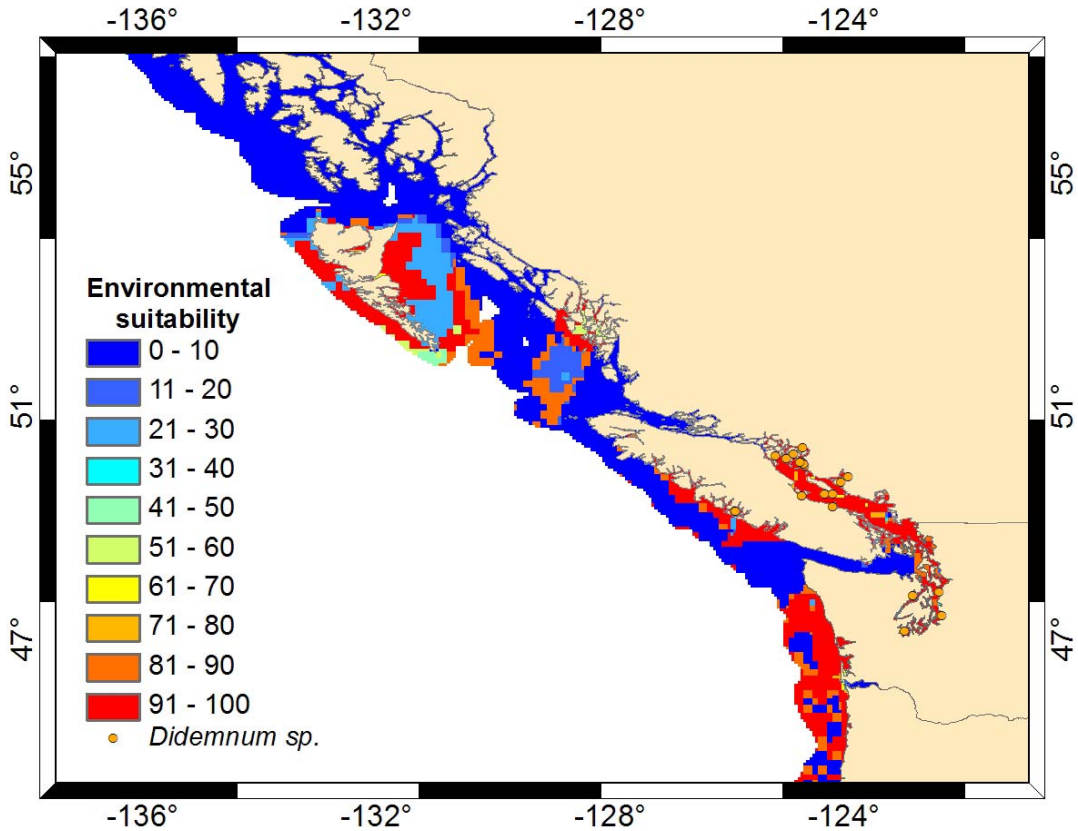 -136° -132° -128° -124°
55° 55°
51° 51°
47° 47°
Environmental
suitability
0 - 10
11 - 20
21 - 30
31 - 40
41 - 50
51 - 60
61 - 70
71 - 80
81 - 90
91 - 100
Didemnum sp.
-136° -132° -128° -124°